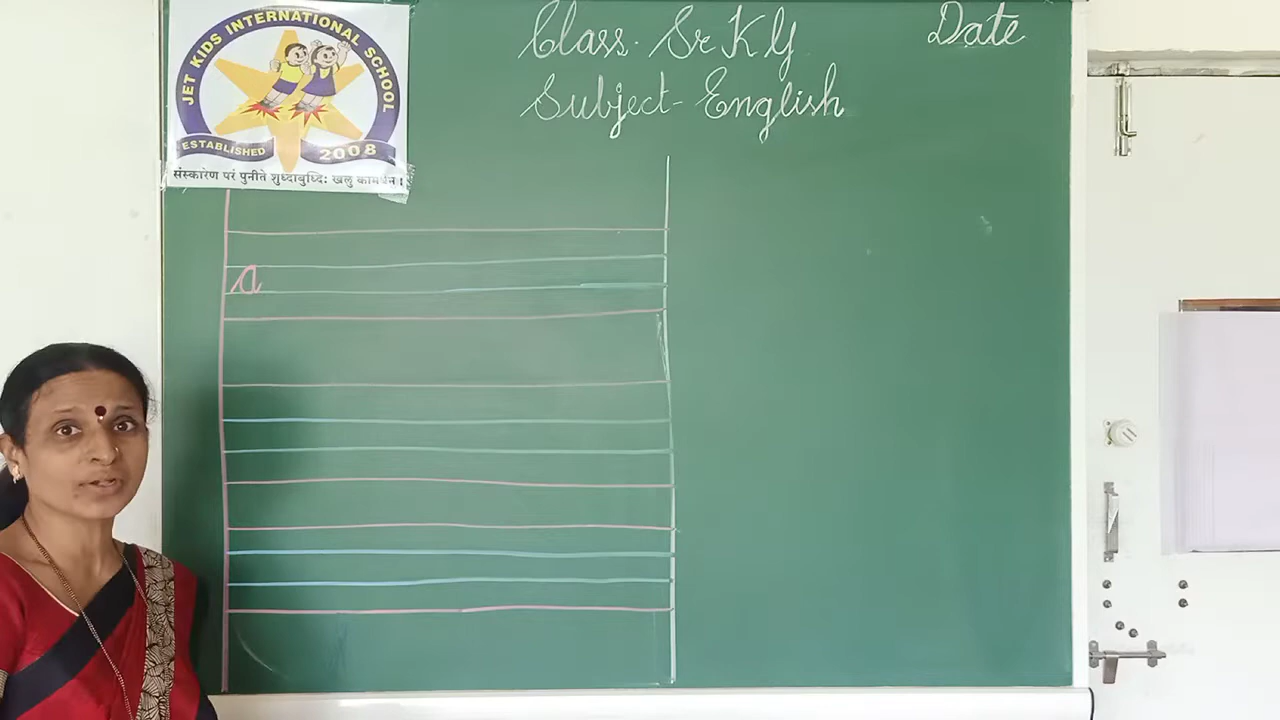 JET KIDS INTERNATIONAL SCHOOL
ESTABLISHED 2008
संस्कारेण परं पुनीते शुध्दाबुध्दिः खलु कामधेनु।
Class- Sr KG
Date
Subject- English
a